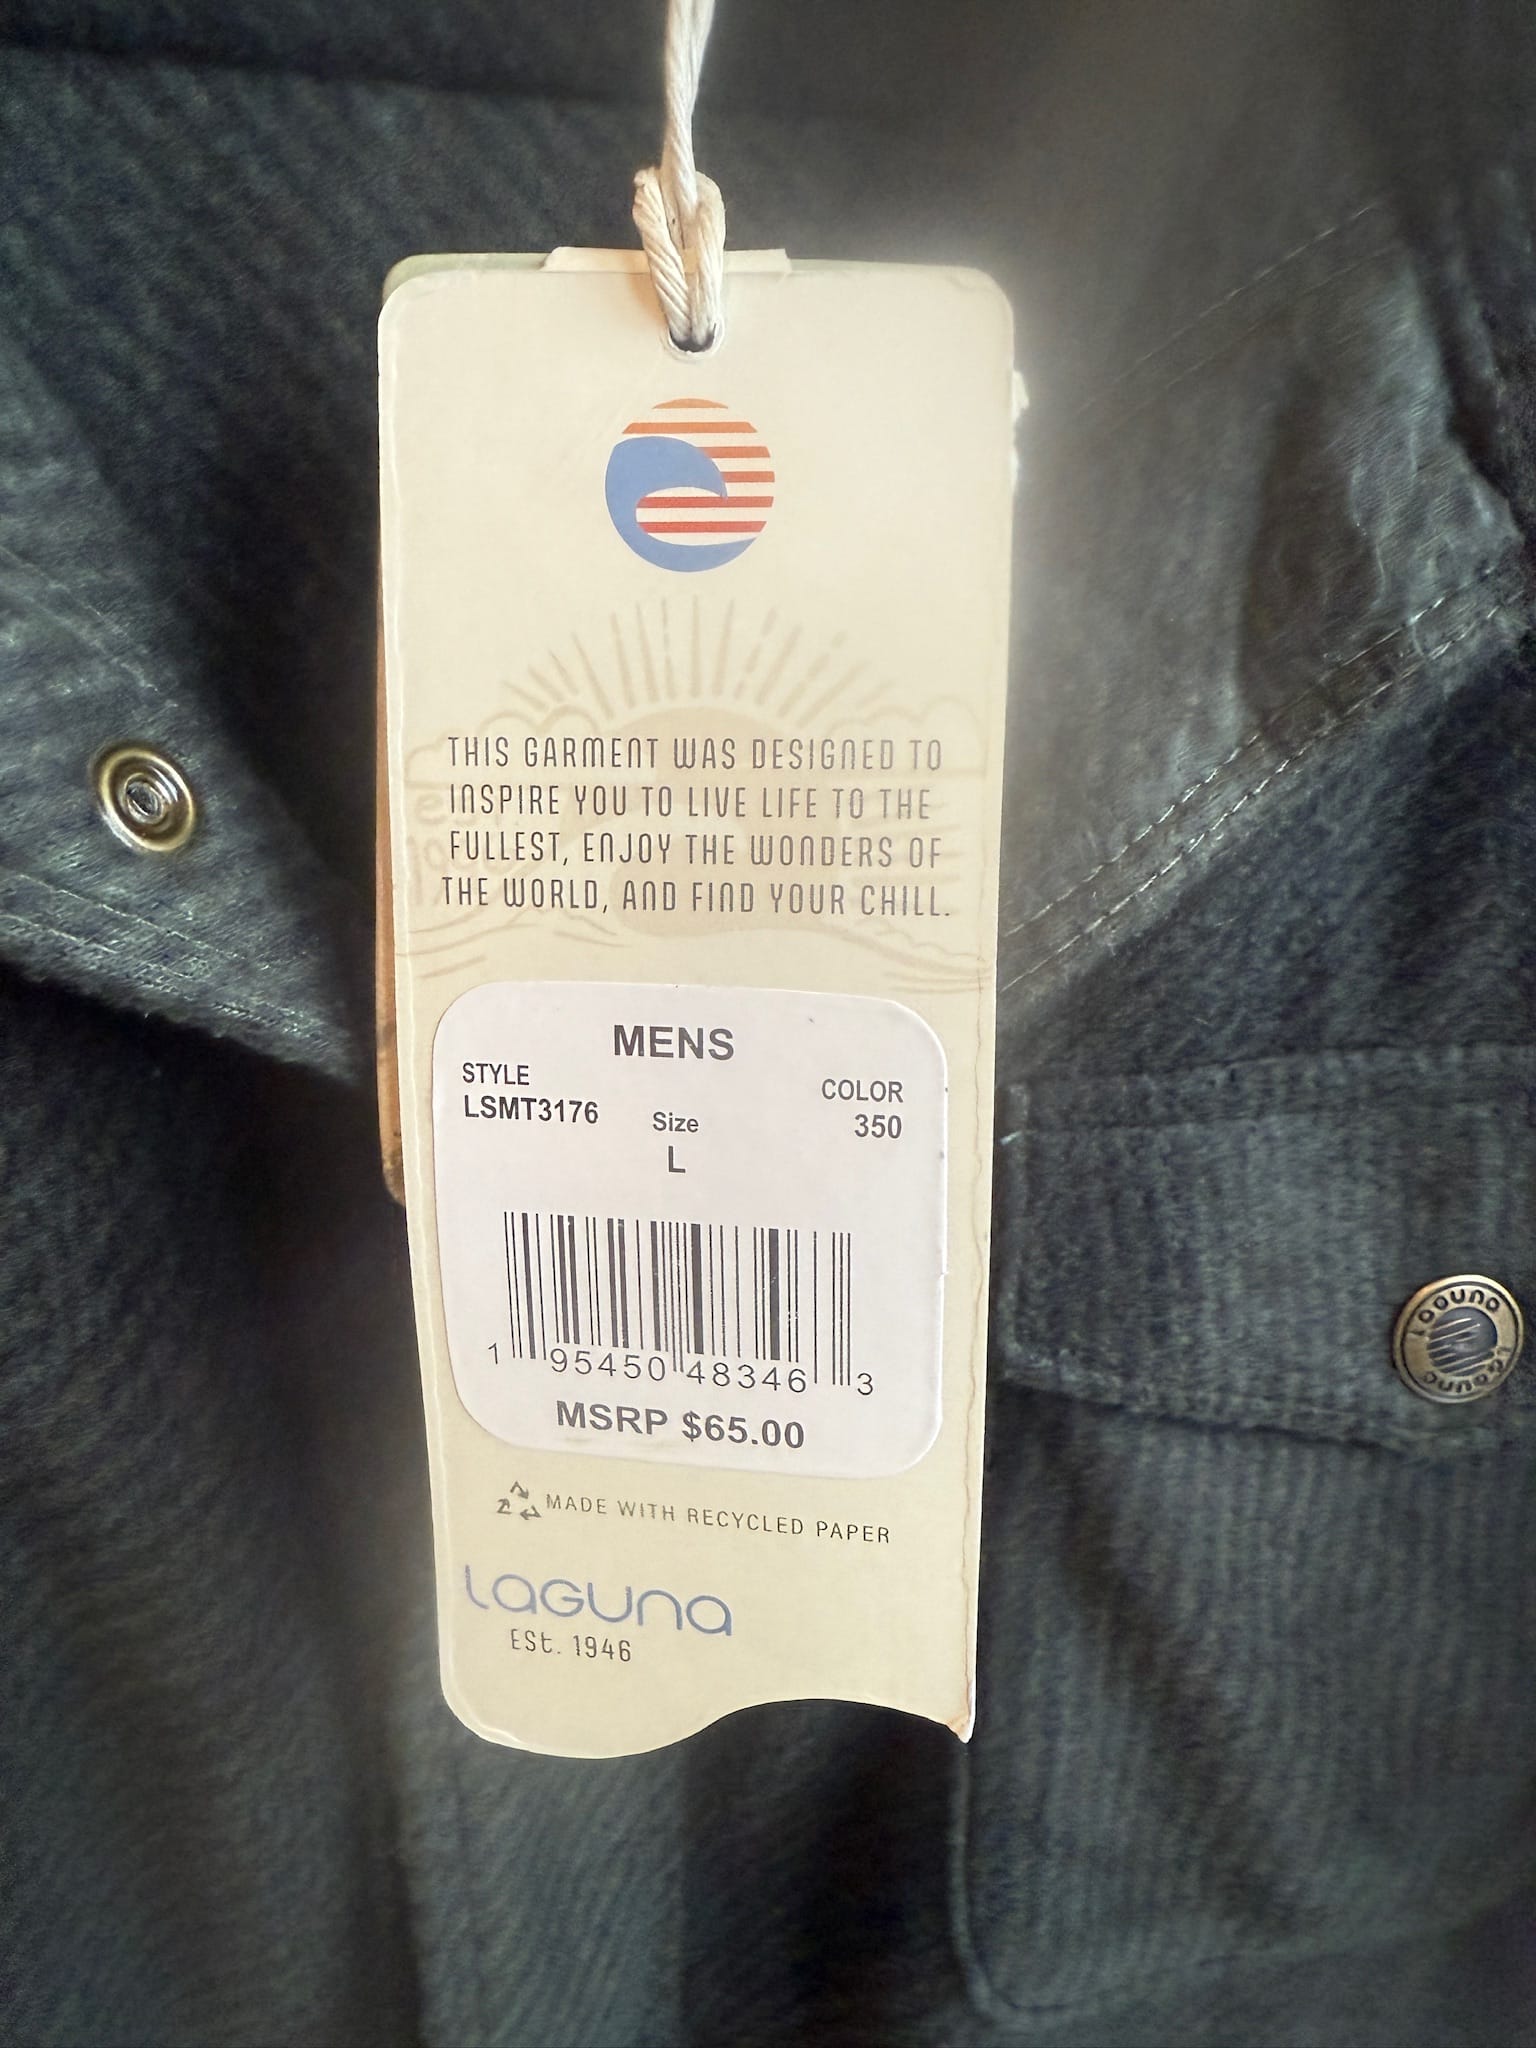 THIS GARMENT WAS DESIGNED TO
INSPIRE YOU TO LIVE LIFE TO THE
FULLEST, ENJOY THE WONDERS OF
THE WORLD, AND FIND YOUR CHILL.
MENS
STYLE
LSMT3176
Size
L
COLOR
350
1 95450 48346 3
MSRP $65.00
MADE WITH RECYCLED PAPER
Laguna
Est. 1946
Laguna
Laguna